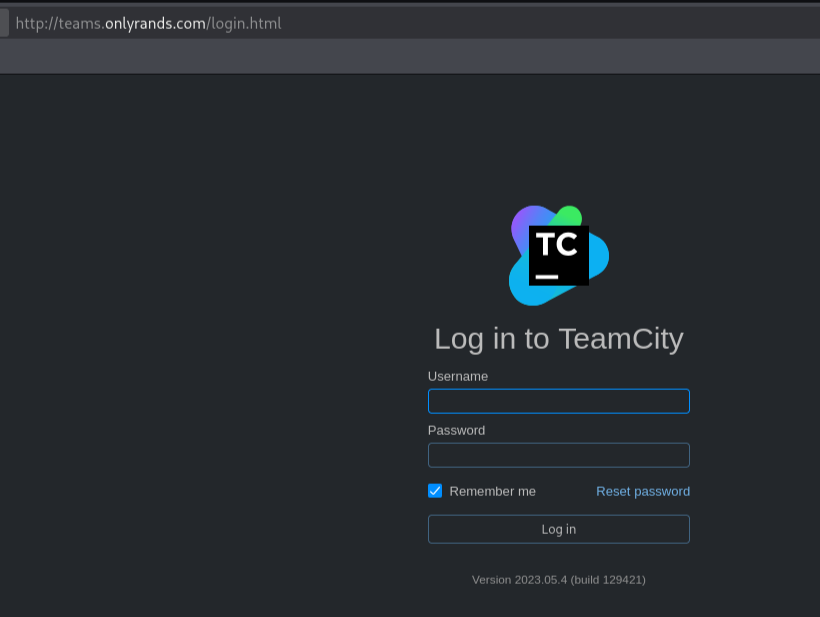 http://teams.onlyrands.com/login.html
TC
Log in to TeamCity
Username
Password
Remember me Reset password
Log in
Version 2023.05.4 (build 129421)